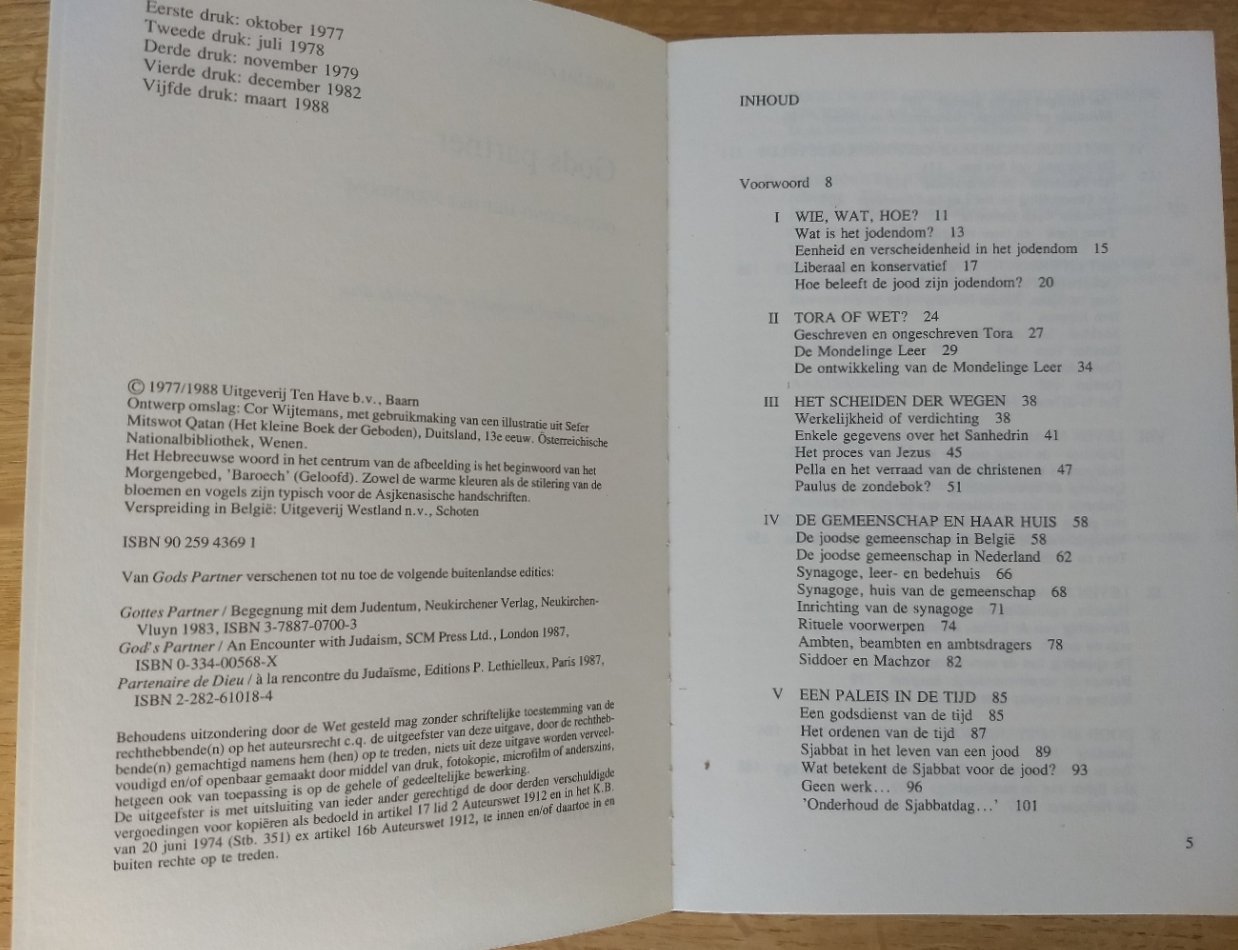 Eerste druk: oktober 1977
Tweede druk: juli 1978
Derde druk: november 1979
Vierde druk: december 1982
Vijfde druk: maart 1988
© 1977/1988 Uitgeverij Ten Have b.v., Baarn
Ontwerp omslag: Cor Wijtemans, met gebruikmaking van een illustratie uit Sefer
Mitswot Qatan (Het kleine Boek der Geboden), Duitsland, 13e eeuw. Österreichische
Nationalbibliothek, Wenen.
Het Hebreeuwse woord in het centrum van de afbeelding is het beginwoord van het
Morgengebed, 'Baroech' (Geloofd). Zowel de warme kleuren als de stilering van de
bloemen en vogels zijn typisch voor de Asjkenasische handschriften.
Verspreiding in België: Uitgeverij Westland n.v., Schoten
ISBN 90 259 4369 1
Van Gods Partner verschenen tot nu toe de volgende buitenlandse edities:
Gottes Partner / Begegnung mit dem Judentum, Neukirchener Verlag, Neukirchen-
Vluyn 1983, ISBN 3-7887-0700-3
God's Partner / An Encounter with Judaism, SCM Press Ltd., London 1987,
ISBN 0-334-00568-X
Partenaire de Dieu / à la rencontre du Judaïsme, Editions P. Lethielleux, Paris 1987,
ISBN 2-282-61018-4
Behoudens uitzondering door de Wet gesteld mag zonder schriftelijke toestemming van de
rechthebbende(n) op het auteursrecht c.q. de uitgeefster van deze uitgave, door de rechtheb-
bende(n) gemachtigd namens hem (hen) op te treden, niets uit deze uitgave worden verveel-
voudigd en/of openbaar gemaakt door middel van druk, fotokopie, microfilm of anderszins,
hetgeen ook van toepassing is op de gehele of gedeeltelijke bewerking.
De uitgeefster is met uitsluiting van ieder ander gerechtigd de door derden verschuldigde
vergoedingen voor kopiëren als bedoeld in artikel 17 lid 2 Auteurswet 1912 en in het K.B.
van 20 juni 1974 (Stb. 351) ex artikel 16b Auteurswet 1912, te innen en/of daartoe in en
buiten rechte op te treden.
INHOUD
Voorwoord 8
I WIE, WAT, HOE? 11
Wat is het jodendom? 13
Eenheid en verscheidenheid in het jodendom 15
Liberaal en konservatief 17
Hoe beleeft de jood zijn jodendom? 20
II TORA OF WET? 24
Geschreven en ongeschreven Tora 27
De Mondelinge Leer 29
De ontwikkeling van de Mondelinge Leer 34
III HET SCHEIDEN DER WEGEN 38
Werkelijkheid of verdichting 38
Enkele gegevens over het Sanhedrin 41
Het proces van Jezus 45
Pella en het verraad van de christenen 47
Paulus de zondebok? 51
IV DE GEMEENSCHAP EN HAAR HUIS 58
De joodse gemeenschap in België 58
De joodse gemeenschap in Nederland 62
Synagoge, leer- en bedehuis 66
Synagoge, huis van de gemeenschap 68
Inrichting van de synagoge 71
Rituele voorwerpen 74
Ambten, beambten en ambtsdragers 78
Siddoer en Machzor 82
V EEN PALEIS IN DE TIJD 85
Een godsdienst van de tijd 85
Het ordenen van de tijd 87
Sjabbat in het leven van een jood 89
Wat betekent de Sjabbat voor de jood? 93
Geen werk... 96
'Onderhoud de Sjabbatdag...' 101
5